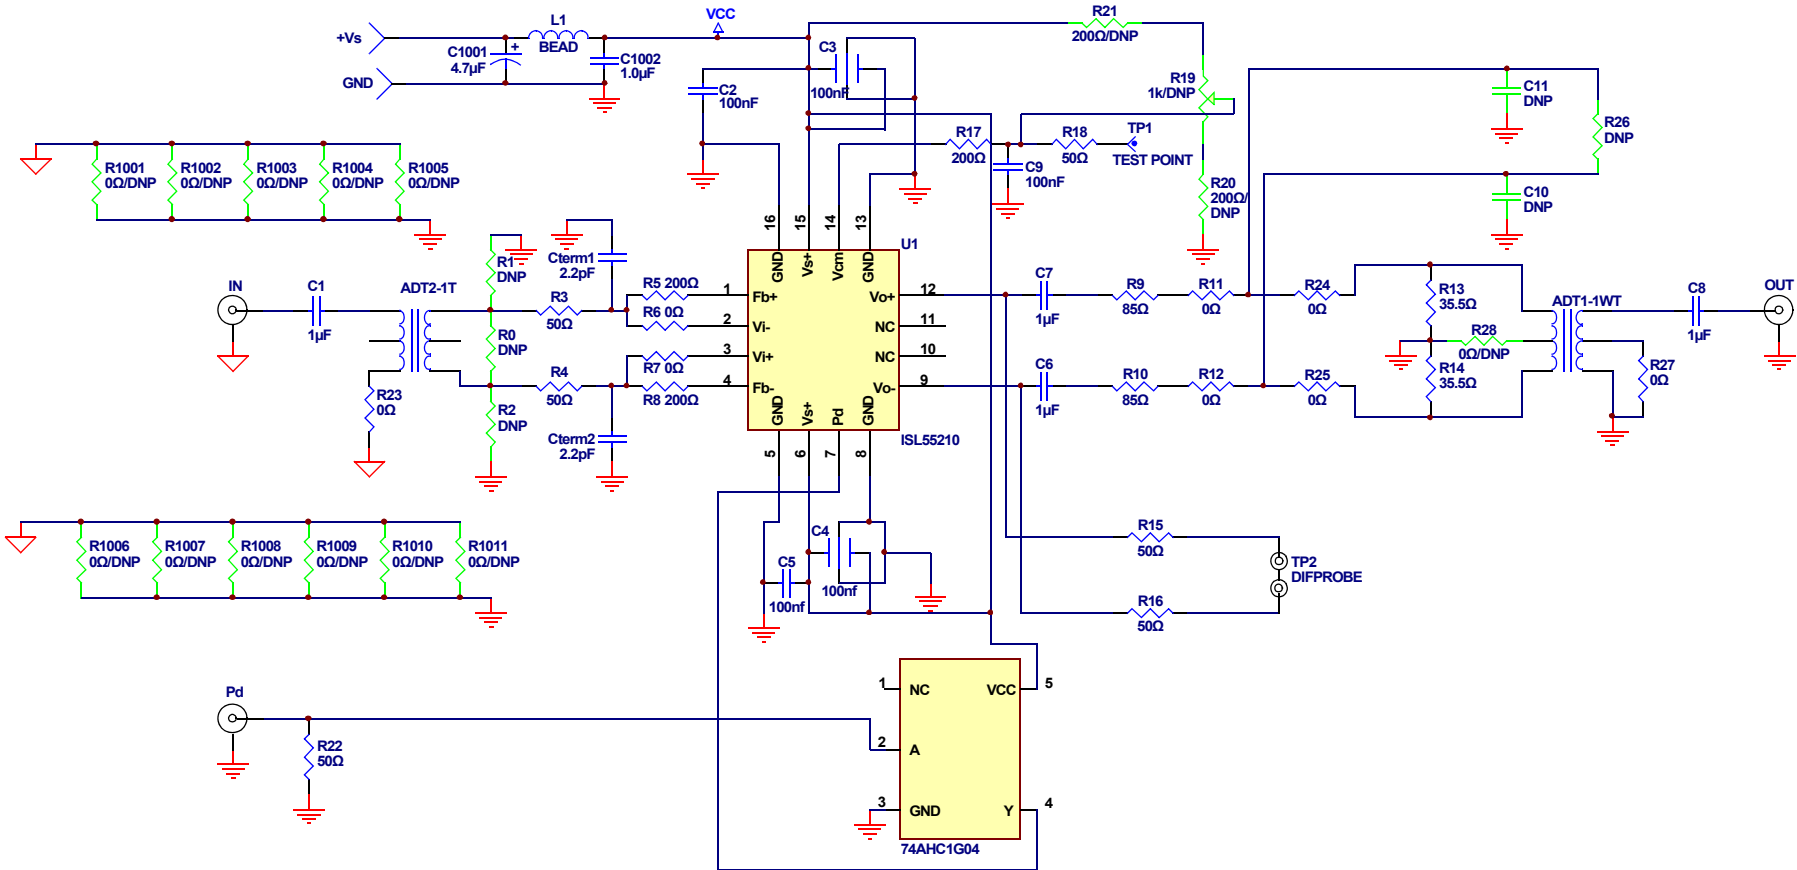 +Vs
GND
C1001
4.7µF
L1
BEAD
C1002
1.0µF
VCC
C2
100nF
C3
100nF
R21
200Ω/DNP
R19
1k/DNP
R20
200Ω/
DNP
R17
200Ω
R18
50Ω
TP1
TEST POINT
C9
100nF
C11
DNP
R26
DNP
C10
DNP
R1001
0Ω/DNP
R1002
0Ω/DNP
R1003
0Ω/DNP
R1004
0Ω/DNP
R1005
0Ω/DNP
IN
C1
1µF
ADT2-1T
R23
0Ω
R1
DNP
R0
DNP
R2
DNP
R3
50Ω
R4
50Ω
Cterm1
2.2pF
Cterm2
2.2pF
R5 200Ω
R6 0Ω
R7 0Ω
R8 200Ω
U1
16
15
14
13
GND
Vs+
Vcm
GND
1
Fb+
2
Vi-
3
Vi+
4
Fb-
Vo+
12
NC
11
NC
10
Vo-
9
GND
Vs+
Pd
GND
5
6
7
8
ISL55210
C7
1µF
C6
1µF
R9
85Ω
R11
0Ω
R10
85Ω
R12
0Ω
R24
0Ω
R25
0Ω
R13
35.5Ω
R28
0Ω/DNP
R14
35.5Ω
ADT1-1WT
R27
0Ω
C8
1µF
OUT
R15
50Ω
R16
50Ω
TP2
DIFPROBE
C4
100nf
C5
100nf
R1006
0Ω/DNP
R1007
0Ω/DNP
R1008
0Ω/DNP
R1009
0Ω/DNP
R1010
0Ω/DNP
R1011
0Ω/DNP
Pd
R22
50Ω
1
NC
VCC
5
2
A
3
GND
Y
4
74AHC1G04